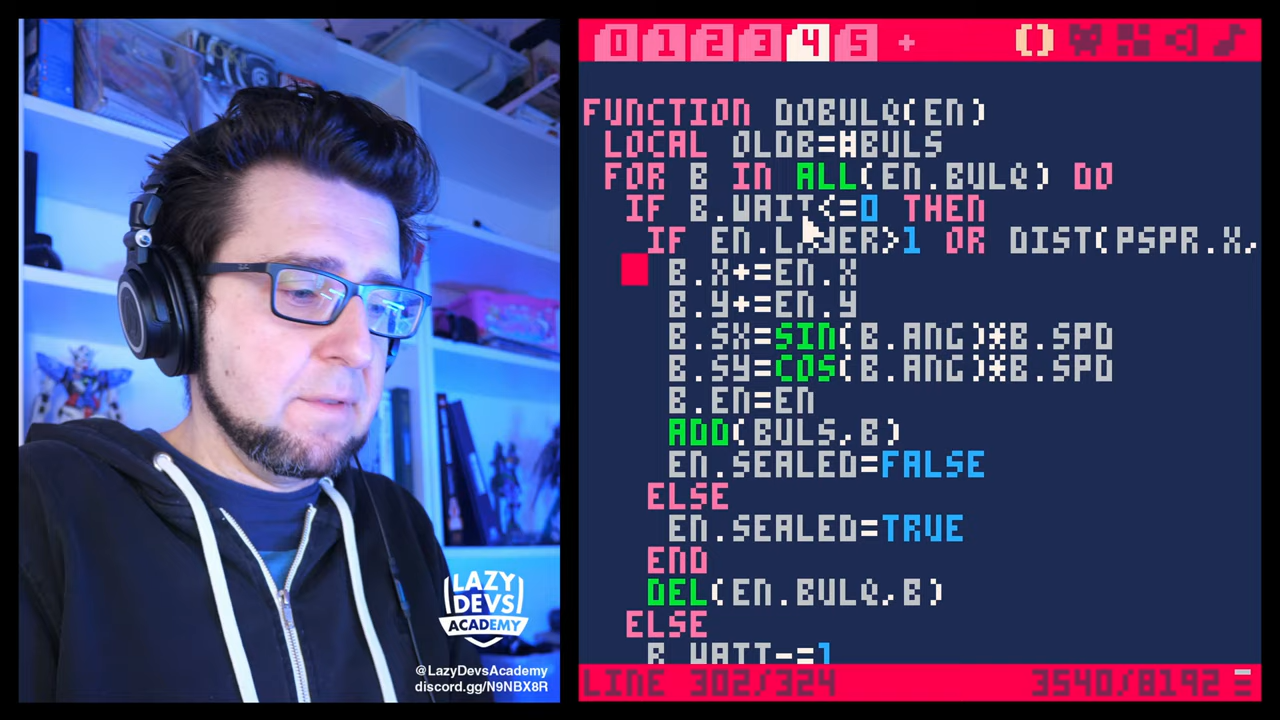 0 1 2 3 4 5 +
FUNCTION DOBULQ(EN)
LOCAL OLDB=#BULS
FOR B IN ALL(EN.BULQ) DO
IF B.WAIT<=0 THEN
IF EN.LAYER>1 OR DIST(PSPR.X,
B.X+=EN.X
B.Y+=EN.Y
B.SX=SIN(B.ANG)*B.SPD
B.SY=COS(B.ANG)*B.SPD
B.EN=EN
ADD(BULS,B)
EN.SEALED=FALSE
ELSE
EN.SEALED=TRUE
END
DEL(EN.BULQ,B)
ELSE
B.WAIT-=1
LINE 302/324 3540/8192
LAZY
DEVS
ACADEMY
@LazyDevsAcademy
discord.gg/N9NBX8R